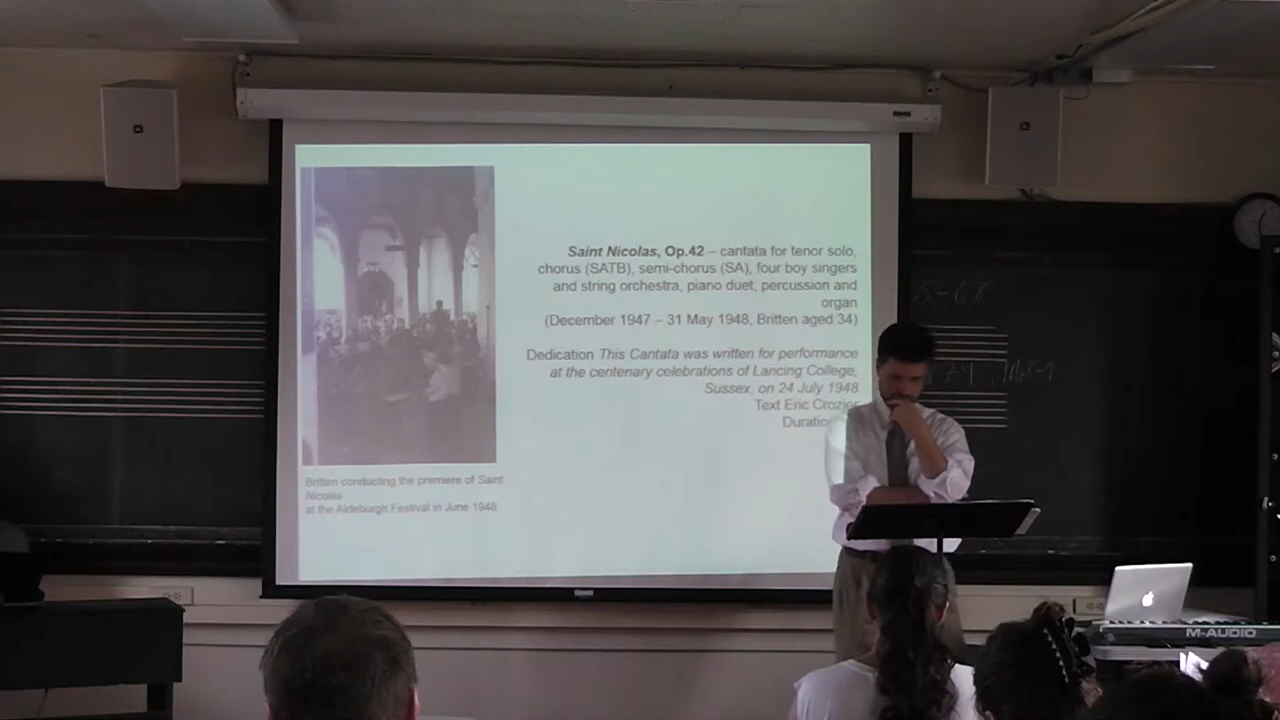 Saint Nicolas, Op.42 – cantata for tenor solo,
chorus (SATB), semi-chorus (SA), four boy singers
and string orchestra, piano duet, percussion and
organ
(December 1947 – 31 May 1948, Britten aged 34)
Dedication This Cantata was written for performance
at the centenary celebrations of Lancing College,
Sussex, on 24 July 1948
Text Eric Crozier
Britten conducting the premiere of Saint
Nicolas
at the Aldeburgh Festival in June 1948
M-AUDIO